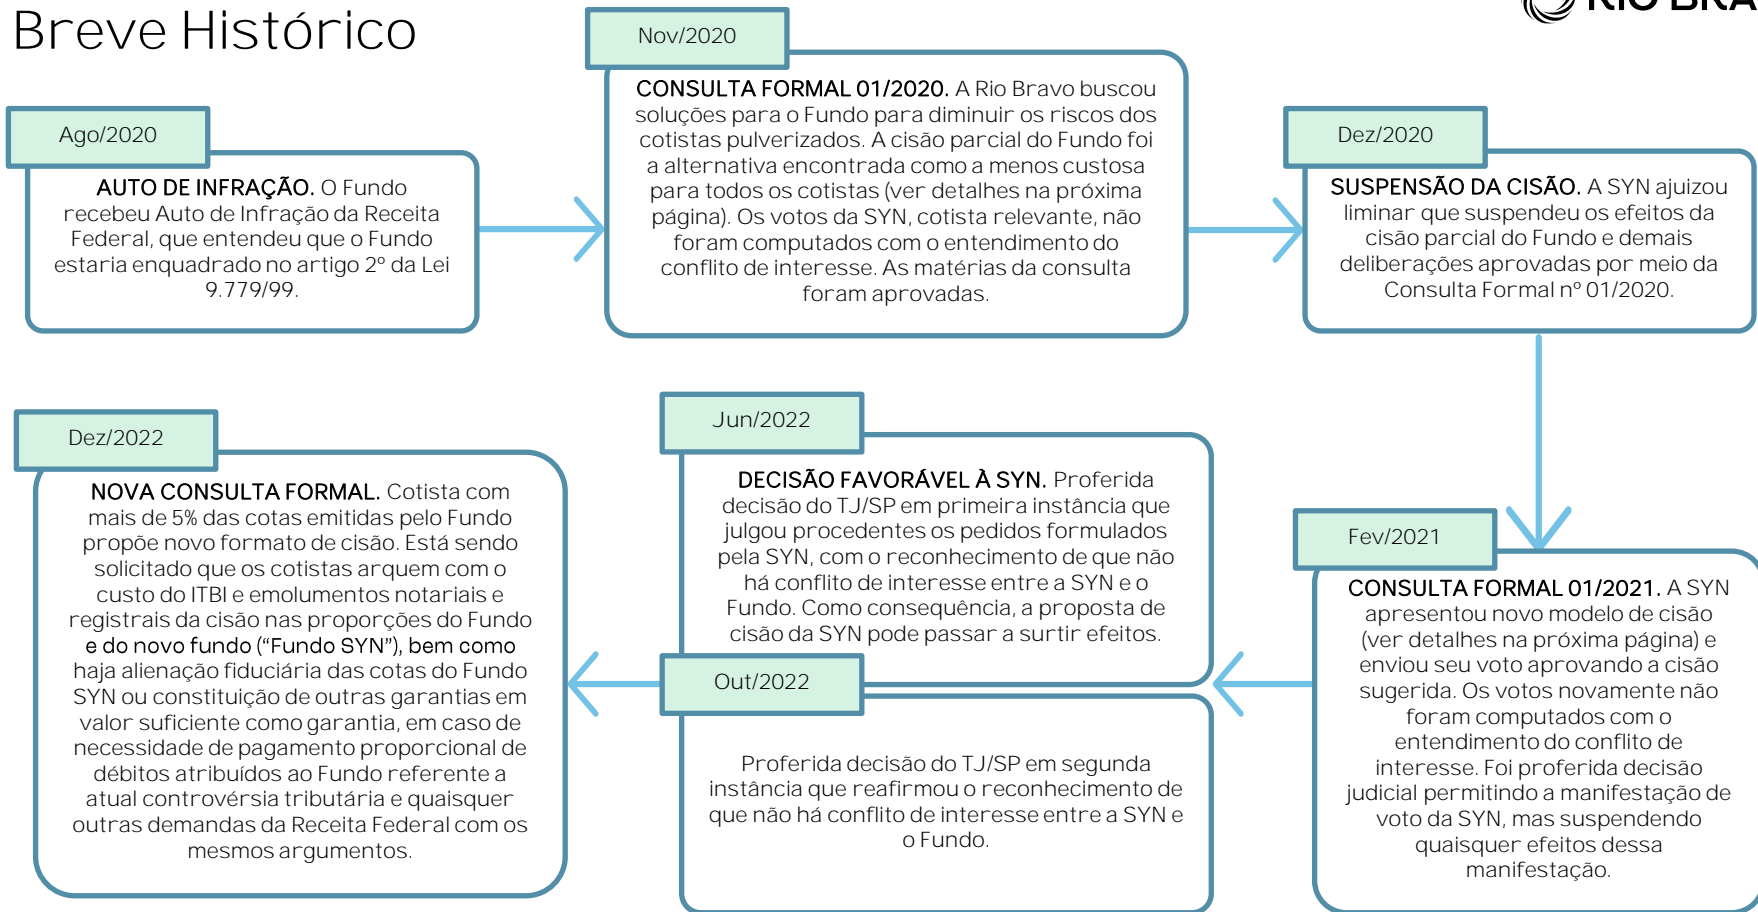 Breve Histórico
RIO BRA
Ago/2020
AUTO DE INFRAÇÃO. O Fundo
recebeu Auto de Infração da Receita
Federal, que entendeu que o Fundo
estaria enquadrado no artigo 2º da Lei
9.779/99.
Nov/2020
CONSULTA FORMAL 01/2020. A Rio Bravo buscou
soluções para o Fundo para diminuir os riscos dos
cotistas pulverizados. A cisão parcial do Fundo foi
a alternativa encontrada como a menos custosa
para todos os cotistas (ver detalhes na próxima
página). Os votos da SYN, cotista relevante, não
foram computados com o entendimento do
conflito de interesse. As matérias da consulta
foram aprovadas.
Dez/2020
SUSPENSÃO DA CISÃO. A SYN ajuizou
liminar que suspendeu os efeitos da
cisão parcial do Fundo e demais
deliberações aprovadas por meio da
Consulta Formal nº 01/2020.
Fev/2021
CONSULTA FORMAL 01/2021. A SYN
apresentou novo modelo de cisão
(ver detalhes na próxima página) e
enviou seu voto aprovando a cisão
sugerida. Os votos novamente não
foram computados com o
entendimento do conflito de
interesse. Foi proferida decisão
judicial permitindo a manifestação de
voto da SYN, mas suspendendo
quaisquer efeitos dessa
manifestação.
Jun/2022
DECISÃO FAVORÁVEL À SYN. Proferida
decisão do TJ/SP em primeira instância que
julgou procedentes os pedidos formulados
pela SYN, com o reconhecimento de que não
há conflito de interesse entre a SYN e o
Fundo. Como consequência, a proposta de
cisão da SYN pode passar a surtir efeitos.
Out/2022
Proferida decisão do TJ/SP em segunda
instância que reafirmou o reconhecimento de
que não há conflito de interesse entre a SYN e
o Fundo.
Dez/2022
NOVA CONSULTA FORMAL. Cotista com
mais de 5% das cotas emitidas pelo Fundo
propõe novo formato de cisão. Está sendo
solicitado que os cotistas arquem com o
custo do ITBI e emolumentos notariais e
registrais da cisão nas proporções do Fundo
e do novo fundo (“Fundo SYN”), bem como
haja alienação fiduciária das cotas do Fundo
SYN ou constituição de outras garantias em
valor suficiente como garantia, em caso de
necessidade de pagamento proporcional de
débitos atribuídos ao Fundo referente a
atual controvérsia tributária e quaisquer
outras demandas da Receita Federal com os
mesmos argumentos.